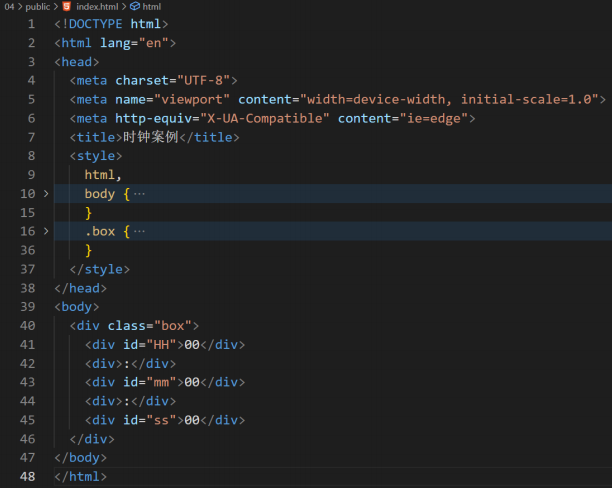 04 > public > index.html > html
1 <!DOCTYPE html>
2 <html lang="en">
3 <head>
4 <meta charset="UTF-8">
5 <meta name="viewport" content="width=device-width, initial-scale=1.0">
6 <meta http-equiv="X-UA-Compatible" content="ie=edge">
7 <title>时钟案例</title>
8 <style>
9 html,
10 > body { ···
15 }
16 > .box { ···
36 }
37 </style>
38 </head>
39 <body>
40 <div class="box">
41 <div id="HH">00</div>
42 <div>:</div>
43 <div id="mm">00</div>
44 <div>:</div>
45 <div id="ss">00</div>
46 </div>
47 </body>
48 </html>